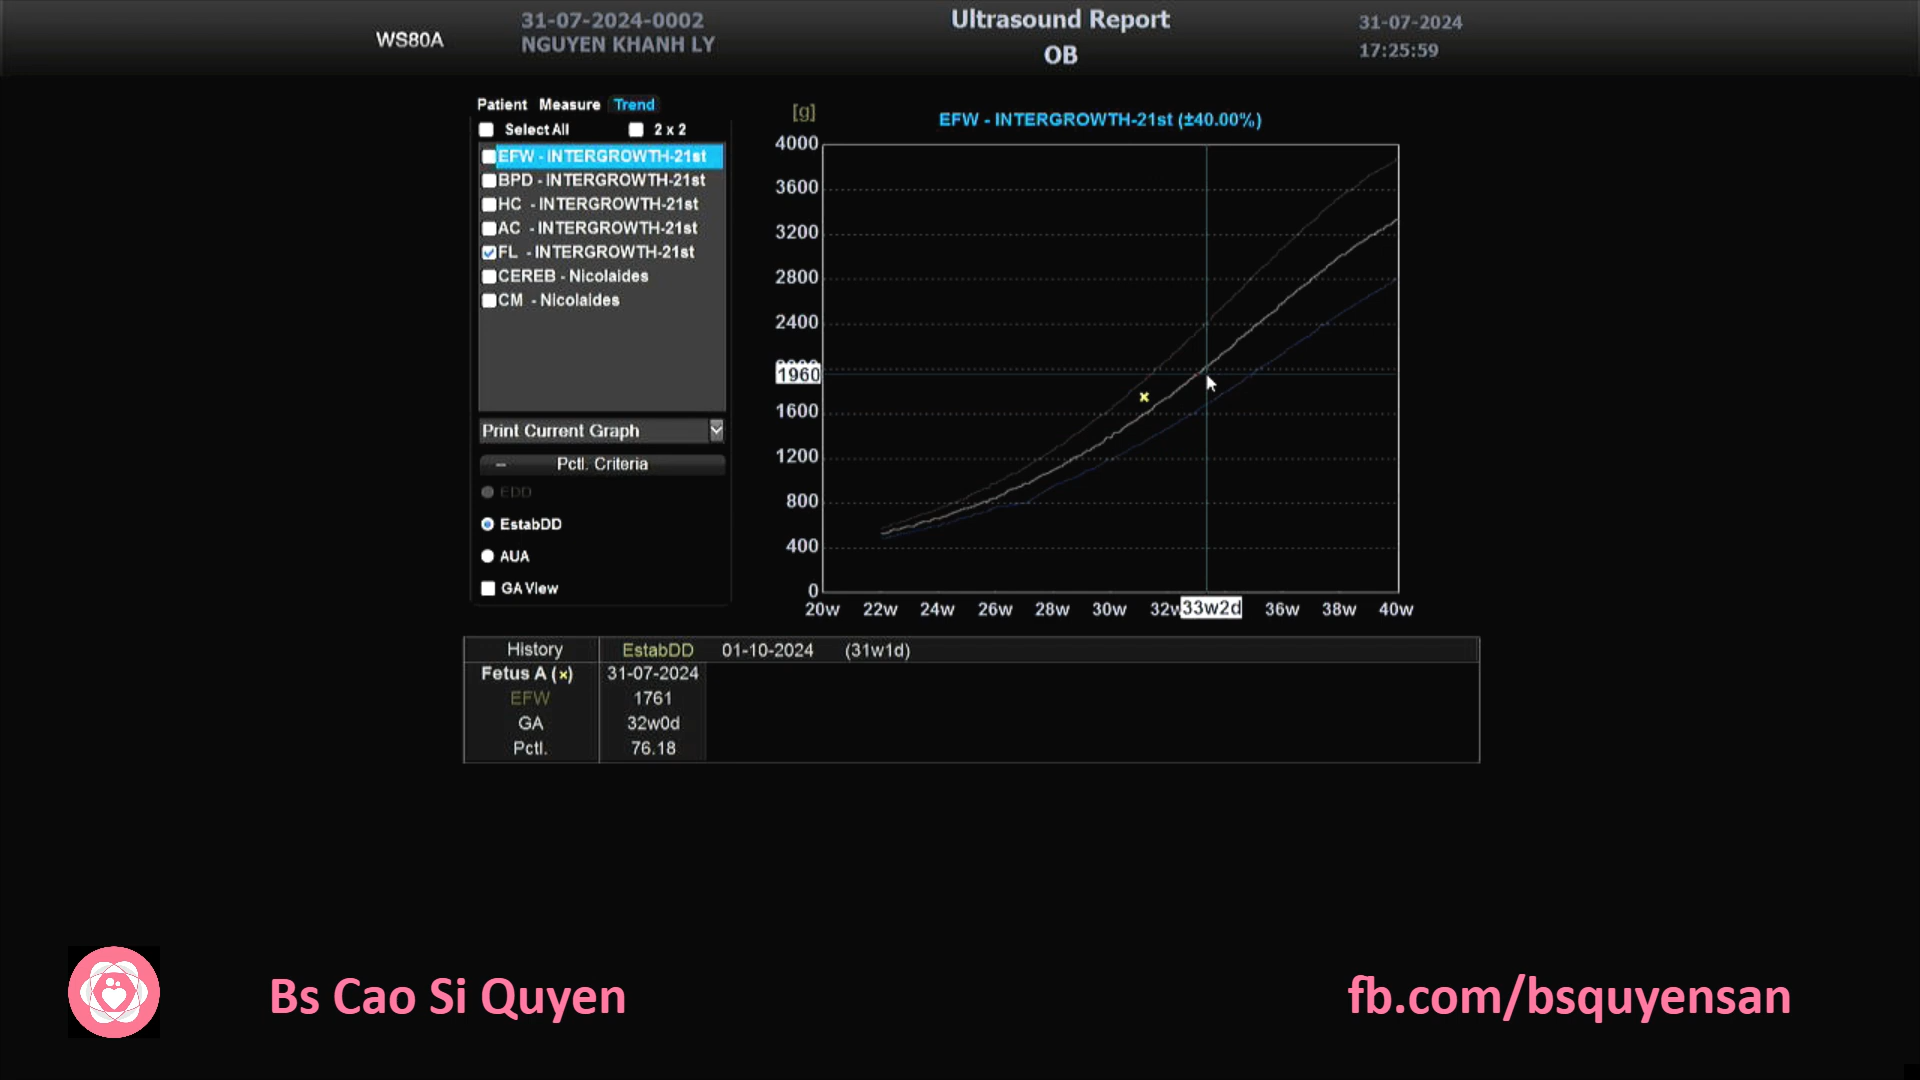 WS80A
31-07-2024-0002
NGUYEN KHANH LY
Ultrasound Report
OB
31-07-2024
17:25:59
Patient Measure Trend
Select All 2 x 2
EFW - INTERGROWTH-21st
BPD - INTERGROWTH-21st
HC - INTERGROWTH-21st
AC - INTERGROWTH-21st
FL - INTERGROWTH-21st
CEREB - Nicolaides
CM - Nicolaides
Print Current Graph
-- Pctl. Criteria
EDD
EstabDD
AUA
GA View
[g]
EFW - INTERGROWTH-21st (±40.00%)
4000
3600
3200
2800
2400
1960
1600
1200
800
400
0
20w 22w 24w 26w 28w 30w 32w 33w2d 36w 38w 40w
History EstabDD 01-10-2024 (31w1d)
Fetus A (×) 31-07-2024
EFW 1761
GA 32w0d
Pctl. 76.18
Bs Cao Si Quyen
fb.com/bsquyensan